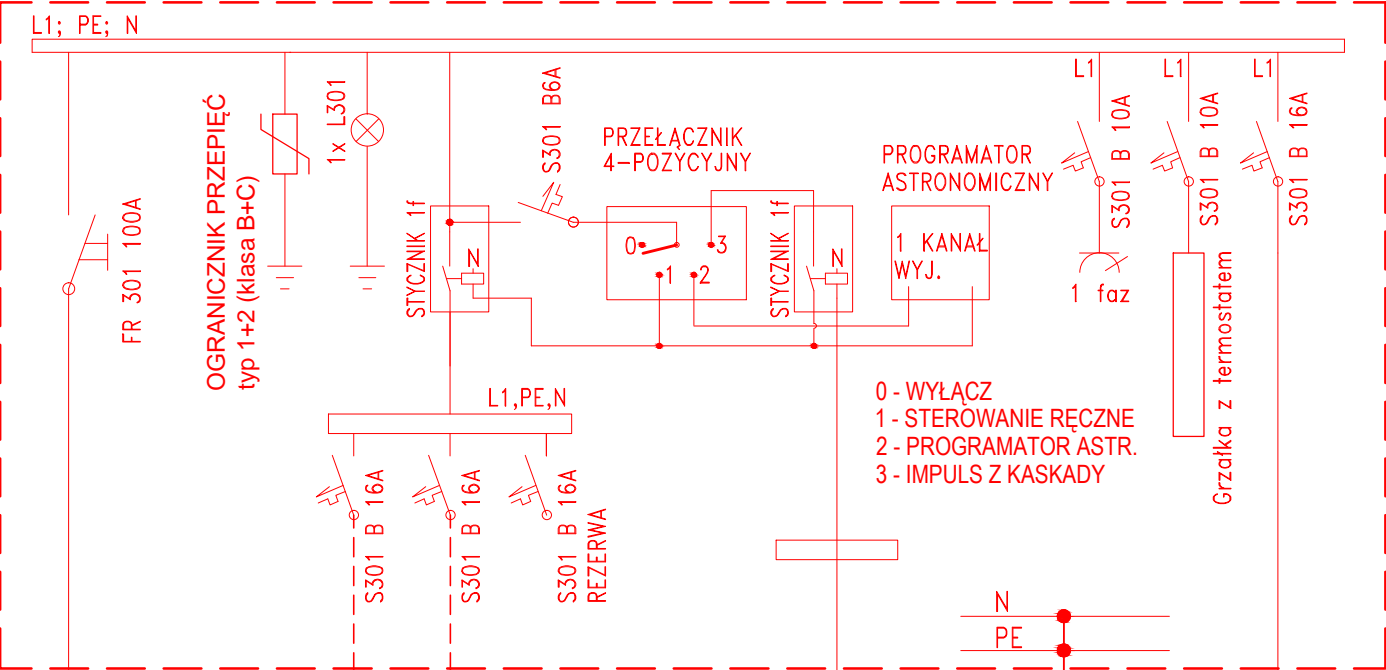 L1; PE; N
FR 301 100A
OGRANICZNIK PRZEPIĘĆ
typ 1+2 (klasa B+C)
1x L301
STYCZNIK 1f
N
S301 B6A
PRZEŁĄCZNIK
4-POZYCYJNY
0
3
1
2
STYCZNIK 1f
N
PROGRAMATOR
ASTRONOMICZNY
1 KANAŁ
WYJ.
L1
S301 B 10A
1 faz
L1
S301 B 10A
Grzałka z termostatem
L1
S301 B 16A
L1,PE,N
S301 B 16A
S301 B 16A
S301 B 16A
REZERWA
0 - WYŁĄCZ
1 - STEROWANIE RĘCZNE
2 - PROGRAMATOR ASTR.
3 - IMPULS Z KASKADY
N
PE